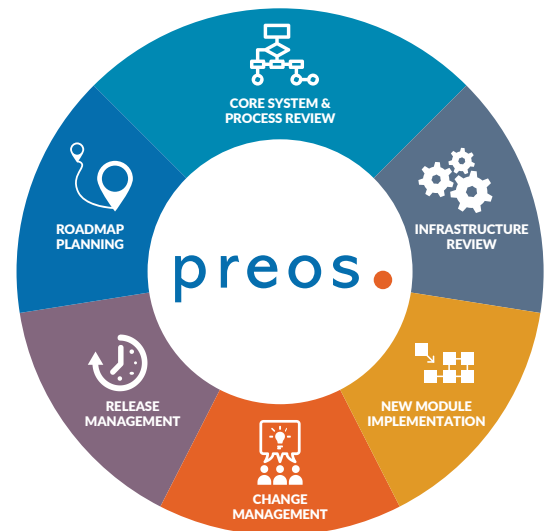 CORE SYSTEM &
PROCESS REVIEW
INFRASTRUCTURE
REVIEW
NEW MODULE
IMPLEMENTATION
CHANGE
MANAGEMENT
RELEASE
MANAGEMENT
ROADMAP
PLANNING
preos.